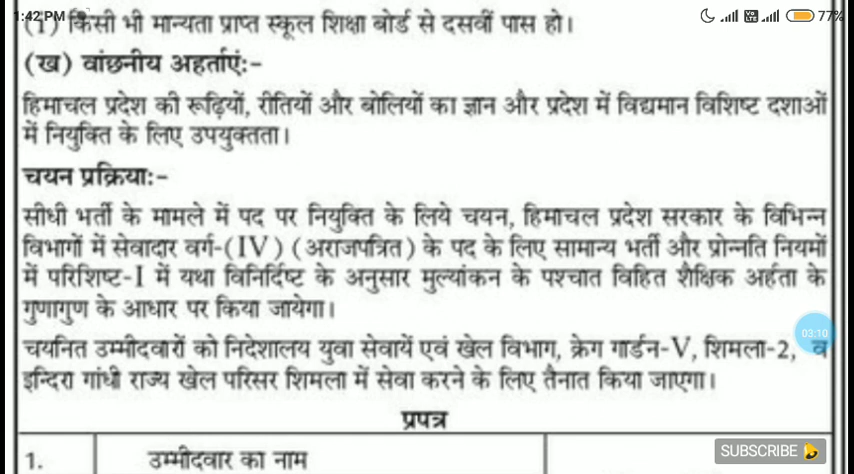 1:42 PM
77%
(1) किसी भी मान्यता प्राप्त स्कूल शिक्षा बोर्ड से दसवीं पास हो।
(ख) वांछनीय अहर्ताएं:-
हिमाचल प्रदेश की रूढ़ियों, रीतियों और बोलियों का ज्ञान और प्रदेश में विद्यमान विशिष्ट दशाओं
में नियुक्ति के लिए उपयुक्तता।
चयन प्रक्रिया:-
सीधी भर्ती के मामले में पद पर नियुक्ति के लिये चयन, हिमाचल प्रदेश सरकार के विभिन्न
विभागों में सेवादार वर्ग-(IV) (अराजपत्रित) के पद के लिए सामान्य भर्ती और प्रोन्नति नियमों
में परिशिष्ट-I में यथा विनिर्दिष्ट के अनुसार मुल्यांकन के पश्चात विहित शैक्षिक अर्हता के
गुणागुण के आधार पर किया जायेगा।
03:10
चयनित उम्मीदवारों को निदेशालय युवा सेवायें एवं खेल विभाग, क्रेग गार्डन-V, शिमला-2, व
इन्दिरा गांधी राज्य खेल परिसर शिमला में सेवा करने के लिए तैनात किया जाएगा।
प्रपत्र
1. उम्मीदवार का नाम
SUBSCRIBE